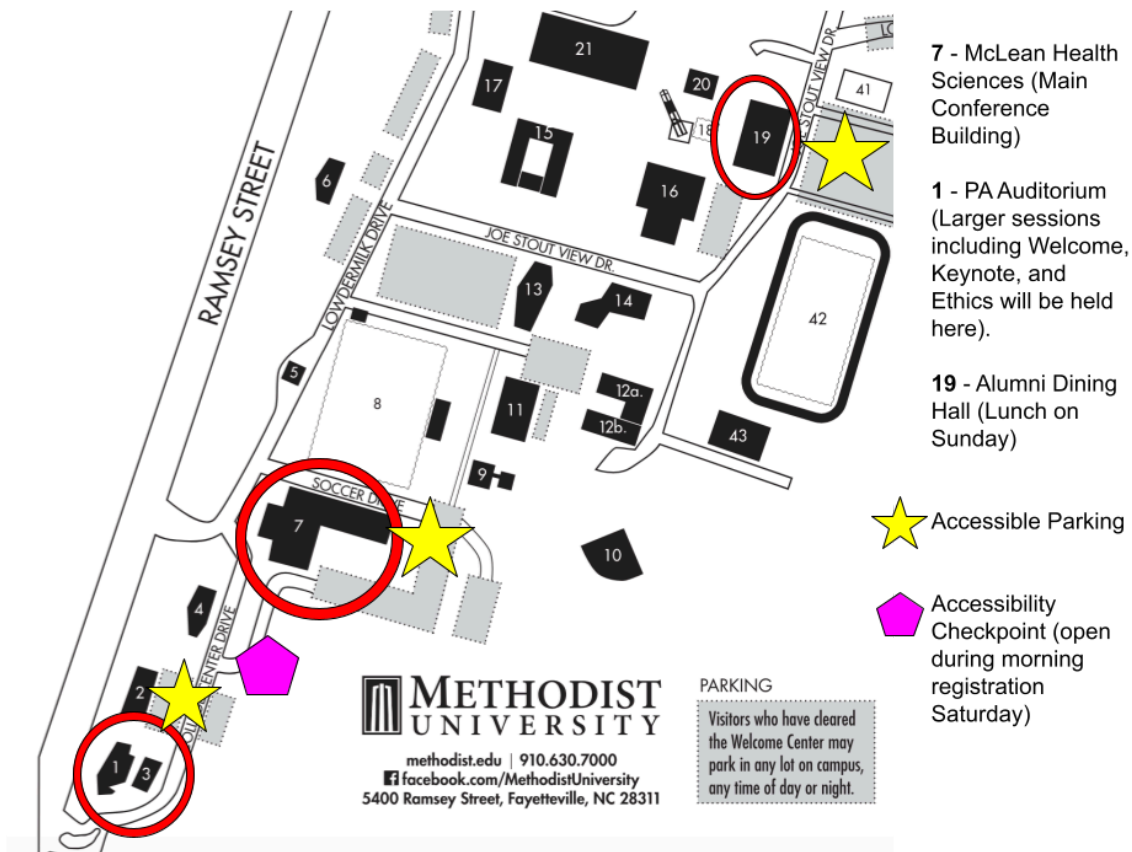 21
17
20
41
15
18
19
16
6
RAMSEY STREET
LOWDERMILK DRIVE
JOE STOUT VIEW DR.
JOE STOUT VIEW DR.
13
14
42
5
8
11
12a.
12b.
43
9
SOCCER DRIVE
7
10
4
ENTER DRIVE
2
1
3
METHODIST
UNIVERSITY
methodist.edu | 910.630.7000
facebook.com/MethodistUniversity
5400 Ramsey Street, Fayetteville, NC 28311
PARKING
Visitors who have cleared
the Welcome Center may
park in any lot on campus,
any time of day or night.
7 - McLean Health
Sciences (Main
Conference
Building)
1 - PA Auditorium
(Larger sessions
including Welcome,
Keynote, and
Ethics will be held
here).
19 - Alumni Dining
Hall (Lunch on
Sunday)
Accessible Parking
Accessibility
Checkpoint (open
during morning
registration
Saturday)